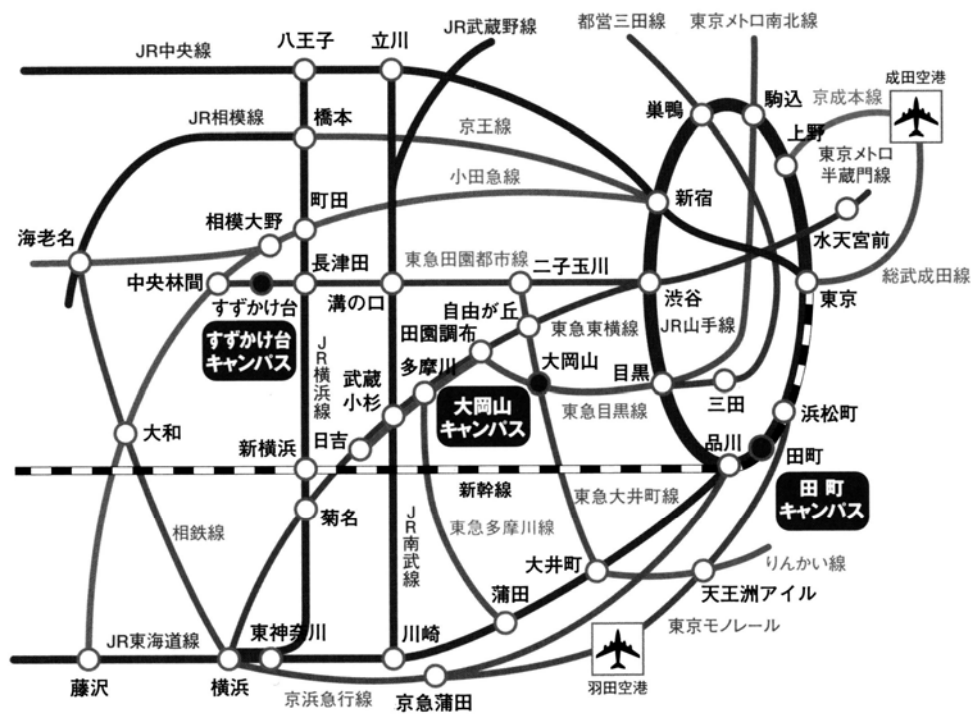 JR武蔵野線
都営三田線
東京メトロ南北線
八王子
立川
JR中央線
成田空港
巣鴨
駒込
京成本線
JR相模線
橋本
京王線
上野
東京メトロ
半蔵門線
小田急線
町田
新宿
相模大野
海老名
水天宮前
長津田
東急田園都市線
二子玉川
中央林間
すずかけ台
溝の口
渋谷
東京
総武成田線
自由が丘
東急東横線
JR山手線
すずかけ台
キャンパス
田園調布
JR横浜線
武蔵
小杉
多摩川
大岡山
目黒
大岡山
キャンパス
東急目黒線
三田
浜松町
大和
新横浜
日吉
品川
田町
新幹線
東急大井町線
田町
キャンパス
菊名
相鉄線
JR南武線
東急多摩川線
大井町
りんかい線
天王洲アイル
蒲田
東京モノレール
JR東海道線
東神奈川
川崎
藤沢
横浜
京浜急行線
京急蒲田
羽田空港